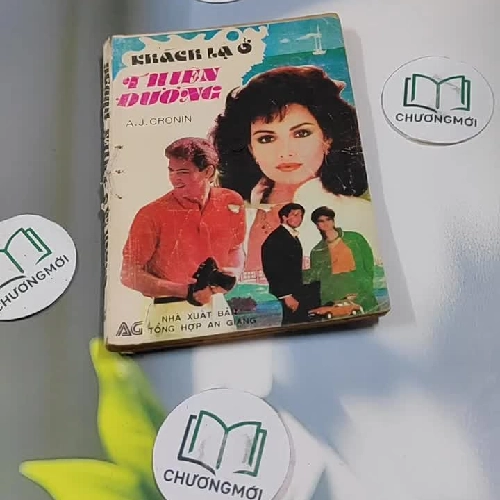 KHÁCH LẠ Ở
THIÊN
ĐƯỜNG
A.J. CRONIN
AG
NHÀ XUẤT BẢN
TỔNG HỢP AN GIANG
CHƯƠNGMỚI
CHƯƠNGMỚI
CHƯƠNGMỚI